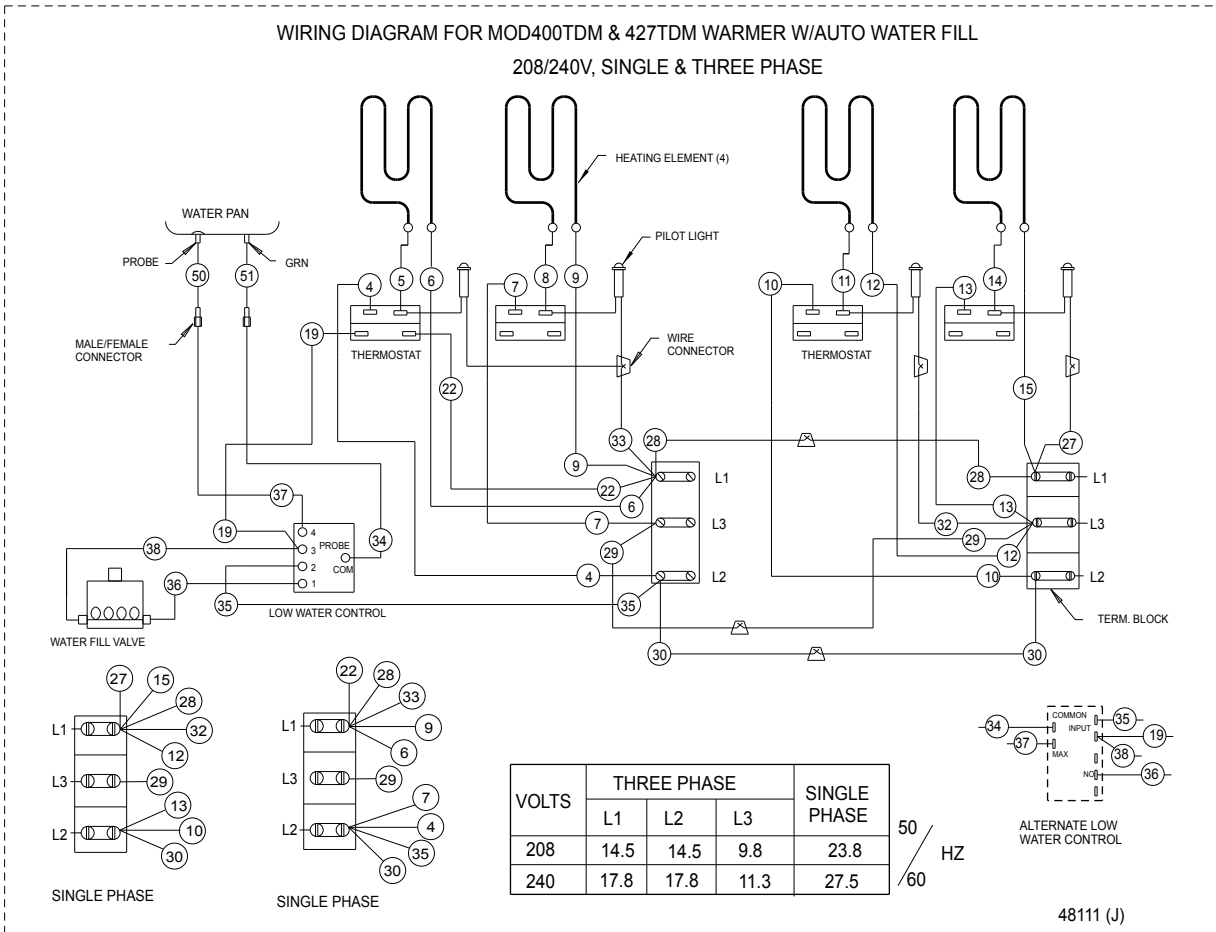 WIRING DIAGRAM FOR MOD400TDM & 427TDM WARMER W/AUTO WATER FILL
208/240V, SINGLE & THREE PHASE
HEATING ELEMENT (4)
WATER PAN
PROBE
GRN
PILOT LIGHT
50
51
4
5
6
7
8
9
10
11
12
13
14
MALE/FEMALE
CONNECTOR
19
THERMOSTAT
WIRE
CONNECTOR
THERMOSTAT
22
15
33
28
27
9
22
6
L1
28
L1
37
19
38
36
35
34
4
3
2
1
PROBE
COM
LOW WATER CONTROL
WATER FILL VALVE
7
29
4
35
L3
L2
13
32
29
12
10
L3
L2
TERM. BLOCK
30
30
27
15
28
32
12
29
13
10
30
L1
L3
L2
SINGLE PHASE
22
28
33
9
6
29
7
4
35
30
L1
L3
L2
SINGLE PHASE
VOLTS THREE PHASE SINGLE PHASE
L1 L2 L3
208 14.5 14.5 9.8 23.8
240 17.8 17.8 11.3 27.5
50/60 HZ
34
37
COMMON
INPUT
MAX
NO
35
19
38
36
ALTERNATE LOW
WATER CONTROL
48111 (J)